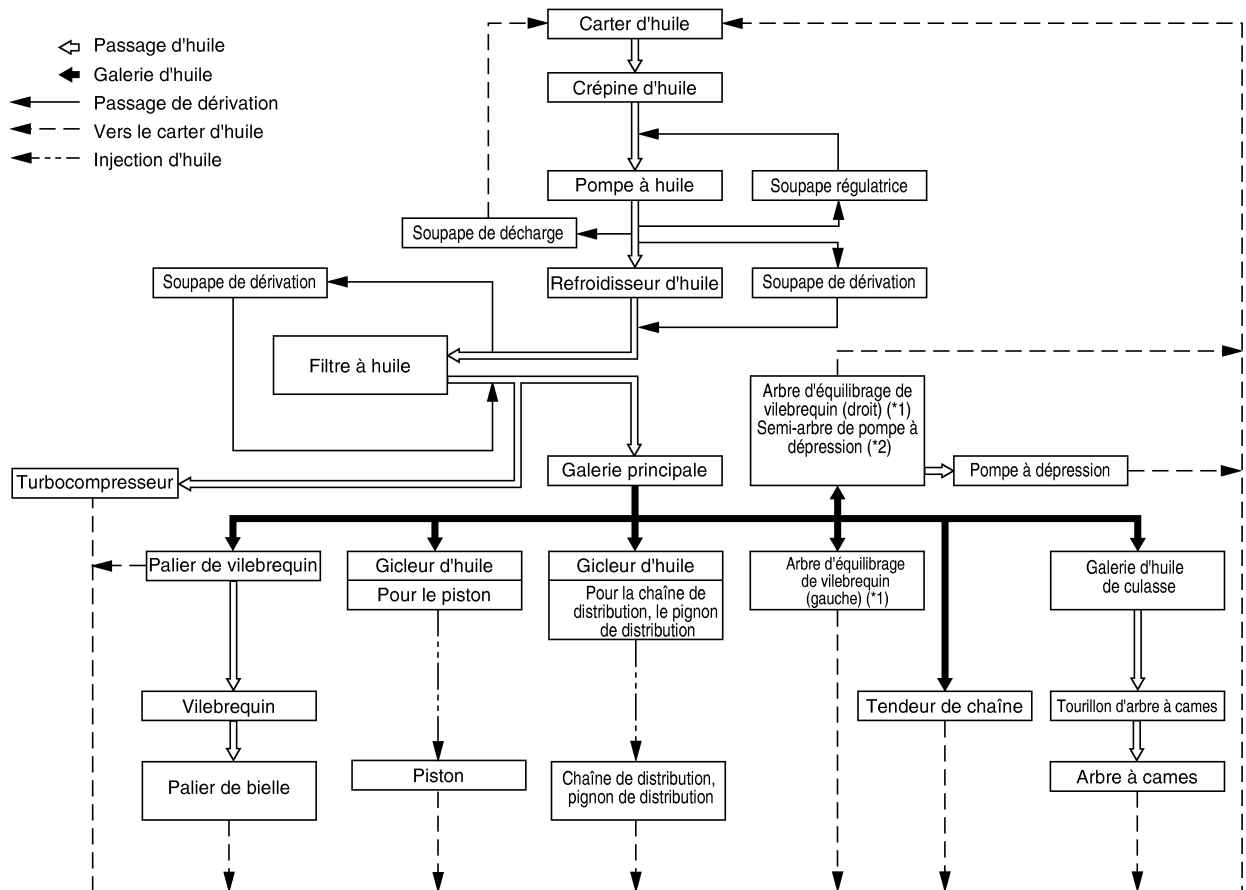 Carter d'huile
Passage d'huile
Galerie d'huile
Passage de dérivation
Vers le carter d'huile
Injection d'huile
Crépine d'huile
Pompe à huile
Soupape régulatrice
Soupape de décharge
Soupape de dérivation
Refroidisseur d'huile
Soupape de dérivation
Filtre à huile
Arbre d'équilibrage de
vilebrequin (droit) (*1)
Semi-arbre de pompe à
dépression (*2)
Turbocompresseur
Galerie principale
Pompe à dépression
Palier de vilebrequin
Gicleur d'huile
Pour le piston
Gicleur d'huile
Pour la chaîne de
distribution, le pignon
de distribution
Arbre d'équilibrage
de vilebrequin
(gauche) (*1)
Galerie d'huile
de culasse
Vilebrequin
Tendeur de chaîne
Tourillon d'arbre à cames
Palier de bielle
Piston
Chaîne de distribution,
pignon de distribution
Arbre à cames